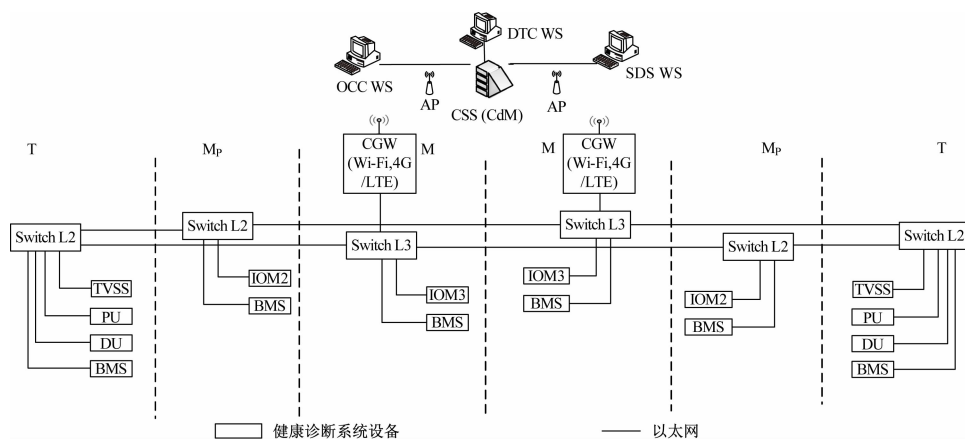 DTC WS
OCC WS
SDS WS
AP
AP
CSS (CdM)
T
Mₚ
CGW
(Wi-Fi,4G
/LTE)
M
M
CGW
(Wi-Fi,4G
/LTE)
Mₚ
T
Switch L2
Switch L2
Switch L3
Switch L3
Switch L2
Switch L2
TVSS
PU
DU
BMS
IOM2
BMS
IOM3
BMS
IOM3
BMS
IOM2
BMS
TVSS
PU
DU
BMS
健康诊断系统设备
以太网